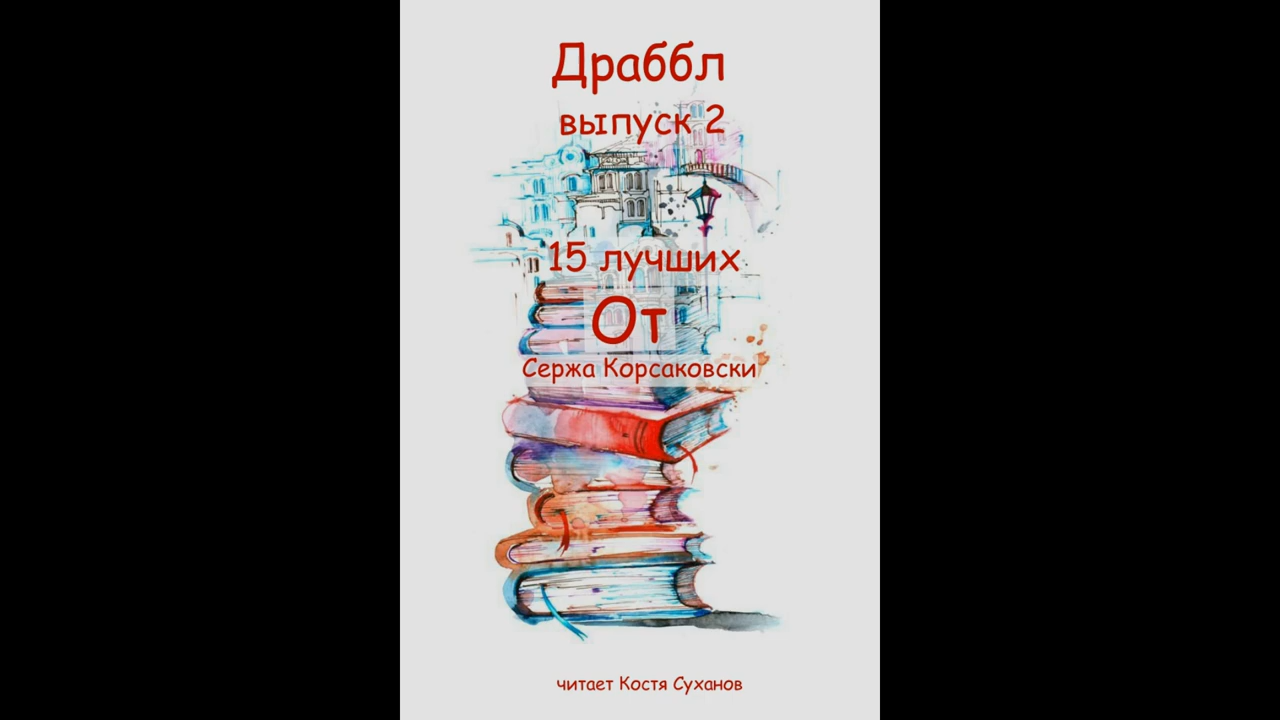 Драббл
выпуск 2
15 лучших
От
Сержа Корсаковски
читает Костя Суханов